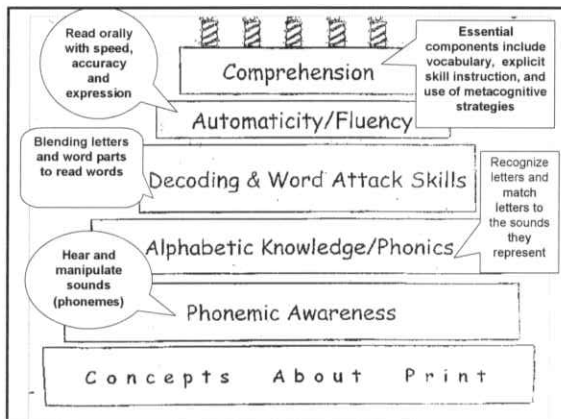 Read orally
with speed,
accuracy
and
expression
Essential
components include
vocabulary, explicit
skill instruction, and
use of metacognitive
strategies
Comprehension
Automaticity/Fluency
Blending letters
and word parts
to read words
Decoding & Word Attack Skills
Recognize
letters and
match
letters to
the sounds
they
represent
Alphabetic Knowledge/Phonics
Hear and
manipulate
sounds
(phonemes)
Phonemic Awareness
Concepts About Print